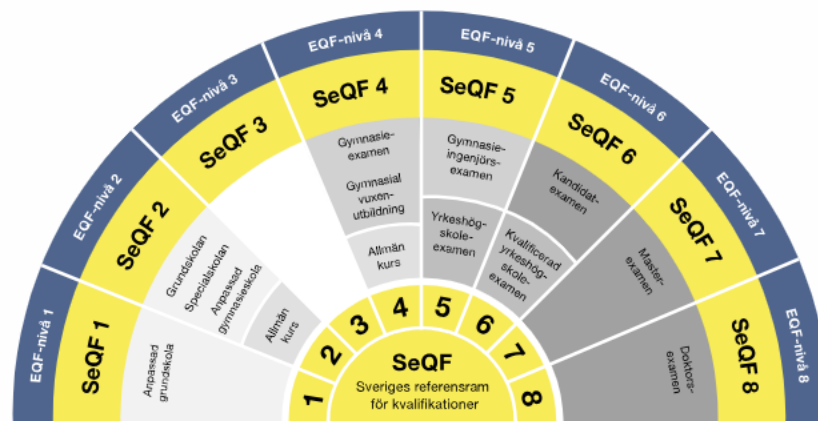 EQF-nivå 1
EQF-nivå 2
EQF-nivå 3
EQF-nivå 4
EQF-nivå 5
EQF-nivå 6
EQF-nivå 7
EQF-nivå 8
SeQF 1
SeQF 2
SeQF 3
SeQF 4
SeQF 5
SeQF 6
SeQF 7
SeQF 8
Anpassad
grundskola
Grundskolan
Specialskolan
Anpassad
gymnasieskola
Allmän
kurs
Gymnasie-
examen
Gymnasial
vuxen-
utbildning
Allmän
kurs
Gymnasie-
ingenjörs-
examen
Yrkeshög-
skole-
examen
Kandidat-
examen
Kvalificerad
yrkeshög-
skole-
examen
Master-
examen
Doktors-
examen
1
2
3
4
5
6
7
8
SeQF
Sveriges referensram
för kvalifikationer